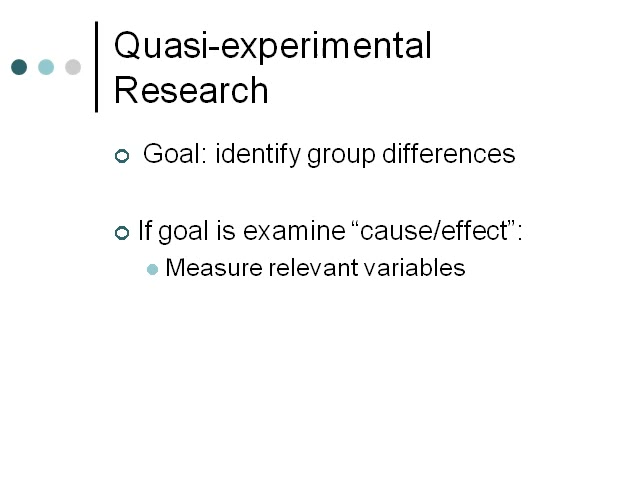 Quasi-experimental
Research
Goal: identify group differences
If goal is examine “cause/effect”:
Measure relevant variables